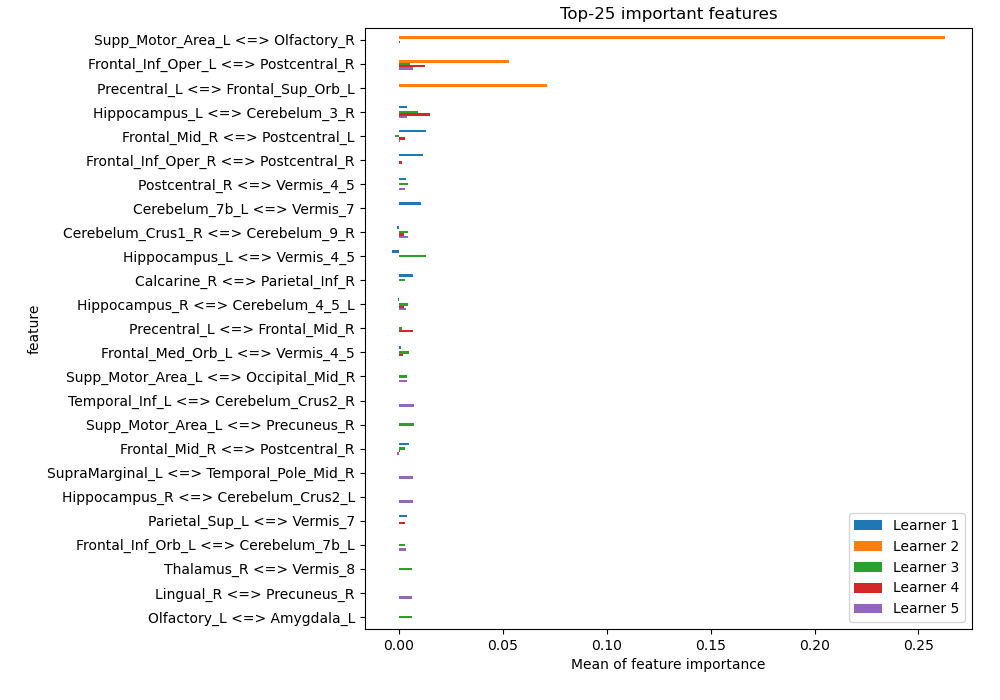 Top-25 important features
Supp_Motor_Area_L <=> Olfactory_R
Frontal_Inf_Oper_L <=> Postcentral_R
Precentral_L <=> Frontal_Sup_Orb_L
Hippocampus_L <=> Cerebelum_3_R
Frontal_Mid_R <=> Postcentral_L
Frontal_Inf_Oper_R <=> Postcentral_R
Postcentral_R <=> Vermis_4_5
Cerebelum_7b_L <=> Vermis_7
Cerebelum_Crus1_R <=> Cerebelum_9_R
Hippocampus_L <=> Vermis_4_5
Calcarine_R <=> Parietal_Inf_R
Hippocampus_R <=> Cerebelum_4_5_L
Precentral_L <=> Frontal_Mid_R
Frontal_Med_Orb_L <=> Vermis_4_5
Supp_Motor_Area_L <=> Occipital_Mid_R
Temporal_Inf_L <=> Cerebelum_Crus2_R
Supp_Motor_Area_L <=> Precuneus_R
Frontal_Mid_R <=> Postcentral_R
SupraMarginal_L <=> Temporal_Pole_Mid_R
Hippocampus_R <=> Cerebelum_Crus2_L
Parietal_Sup_L <=> Vermis_7
Frontal_Inf_Orb_L <=> Cerebelum_7b_L
Thalamus_R <=> Vermis_8
Lingual_R <=> Precuneus_R
Olfactory_L <=> Amygdala_L
feature
Learner 1
Learner 2
Learner 3
Learner 4
Learner 5
0.00 0.05 0.10 0.15 0.20 0.25
Mean of feature importance